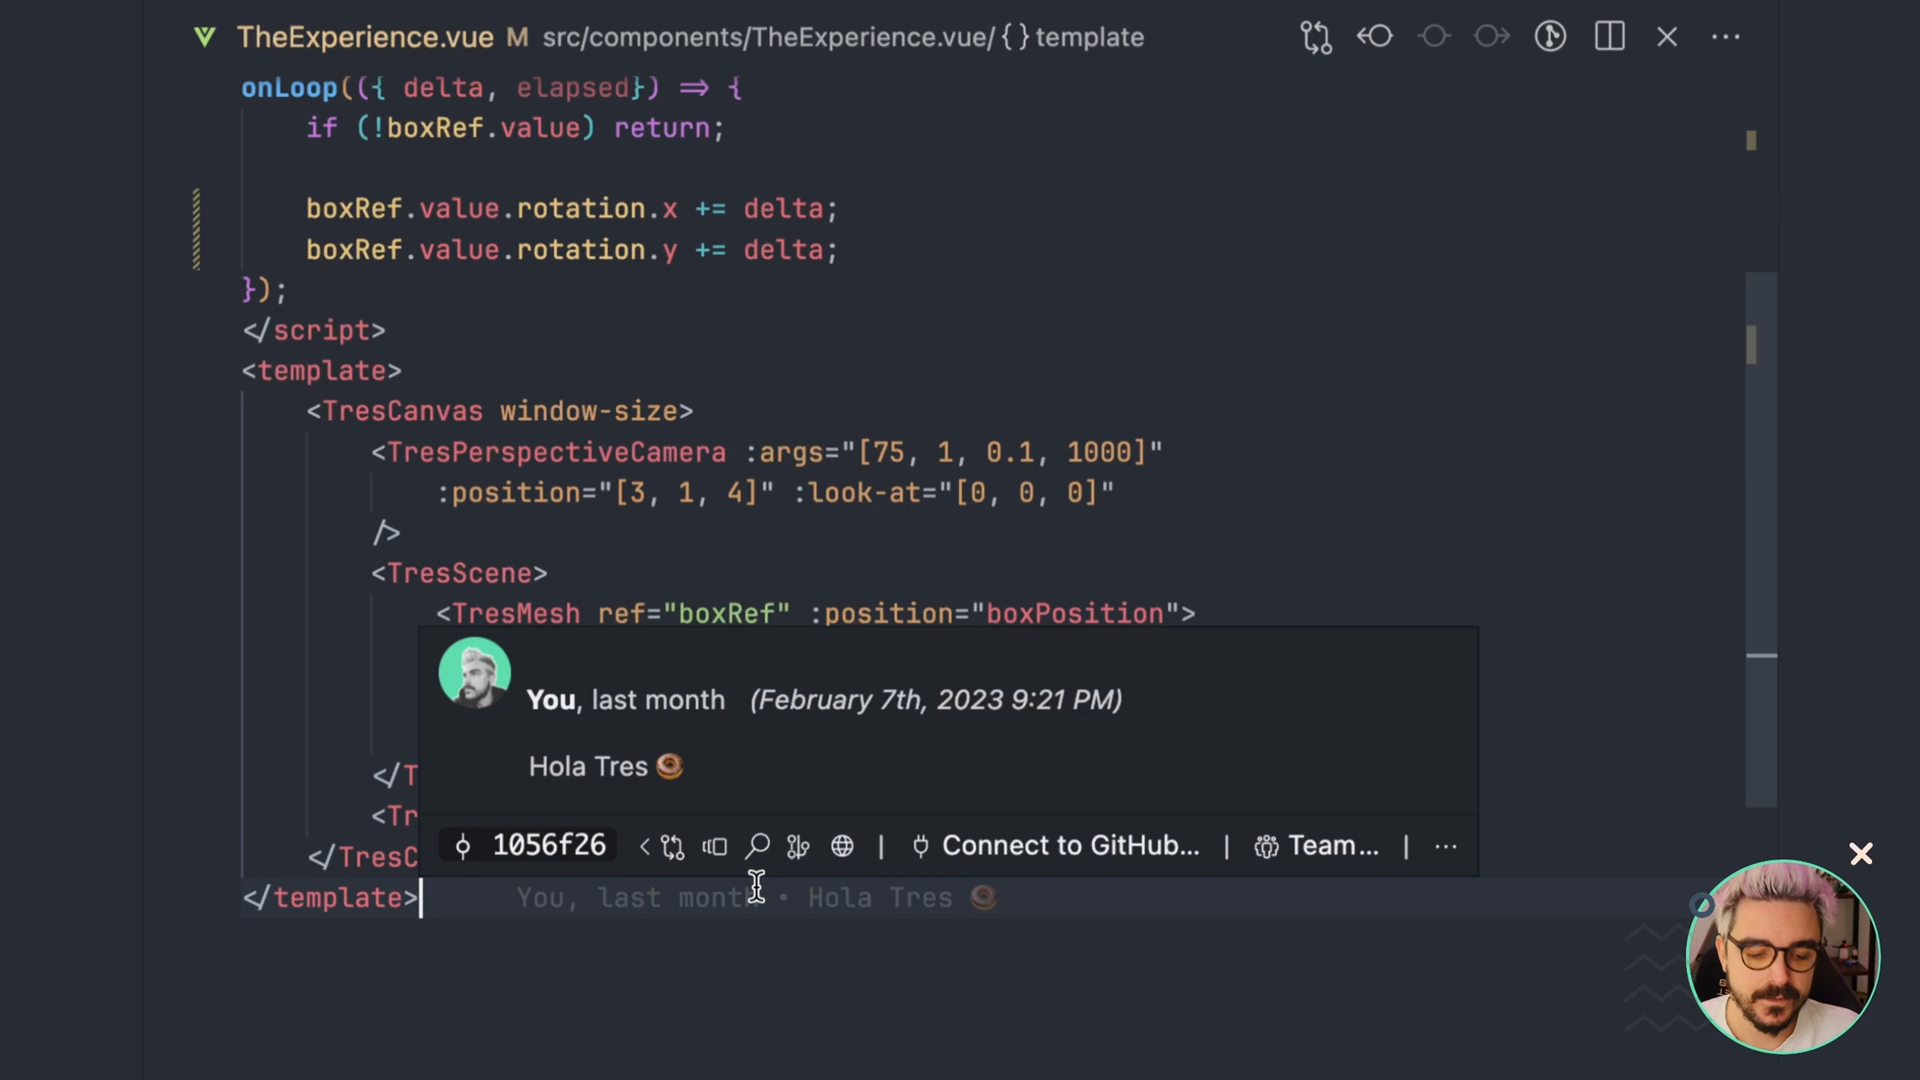 TheExperience.vue M src/components/TheExperience.vue/ {} template
onLoop(({ delta, elapsed}) => {
if (!boxRef.value) return;
boxRef.value.rotation.x += delta;
boxRef.value.rotation.y += delta;
});
</script>
<template>
<TresCanvas window-size>
<TresPerspectiveCamera :args="[75, 1, 0.1, 1000]"
:position="[3, 1, 4]" :look-at="[0, 0, 0]"
/>
<TresScene>
<TresMesh ref="boxRef" :position="boxPosition">
You, last month (February 7th, 2023 9:21 PM)
Hola Tres 🍩
</T
<Tr
1056f26 Connect to GitHub... | Team... | ...
</TresC
</template> You, last month • Hola Tres 🍩